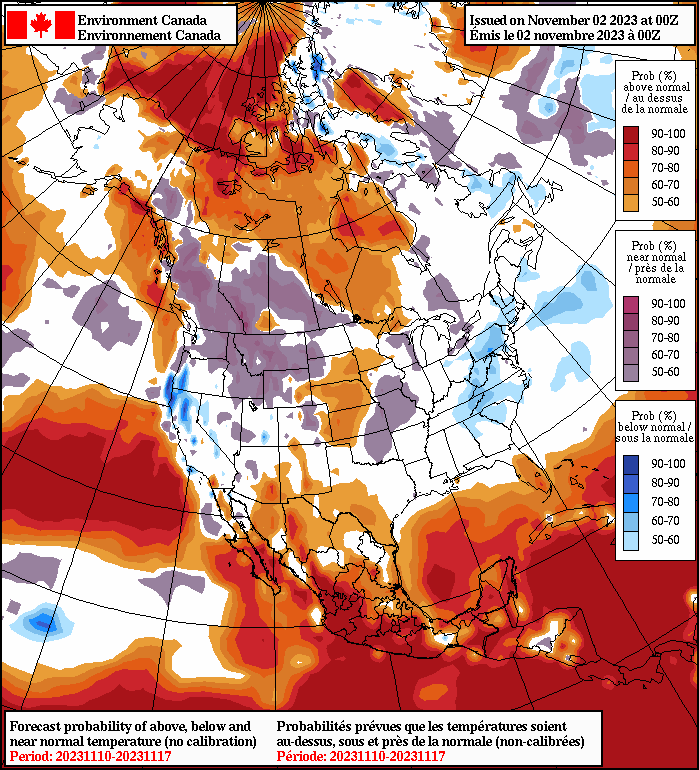 Environment Canada
Environnement Canada
Issued on November 02 2023 at 00Z
Émis le 02 novembre 2023 à 00Z
Prob (%)
above normal
/ au dessus
de la normale
90-100
80-90
70-80
60-70
50-60
Prob (%)
near normal
/ près de la
normale
90-100
80-90
70-80
60-70
50-60
Prob (%)
below normal /
sous la normale
90-100
80-90
70-80
60-70
50-60
Forecast probability of above, below and
near normal temperature (no calibration)
Period: 20231110-20231117
Probabilités prévues que les températures soient
au-dessus, sous et près de la normale (non-calibrées)
Période: 20231110-20231117